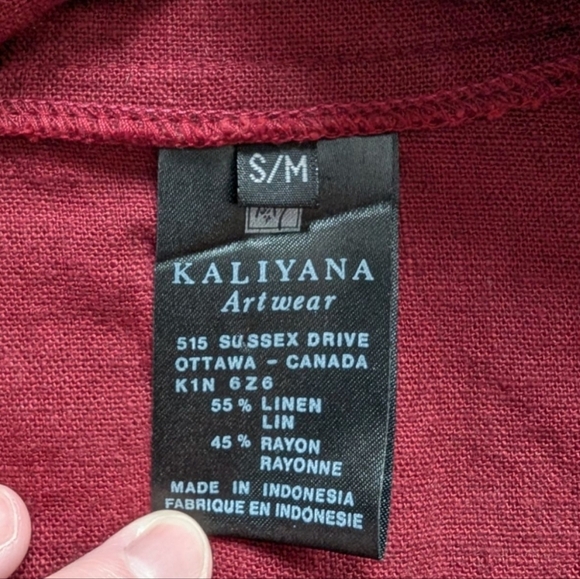 S/M
KALIYANA
Artwear
515 SUSSEX DRIVE
OTTAWA - CANADA
K1N 6Z6
55% LINEN
LIN
45% RAYON
RAYONNE
MADE IN INDONESIA
FABRIQUE EN INDONÉSIE